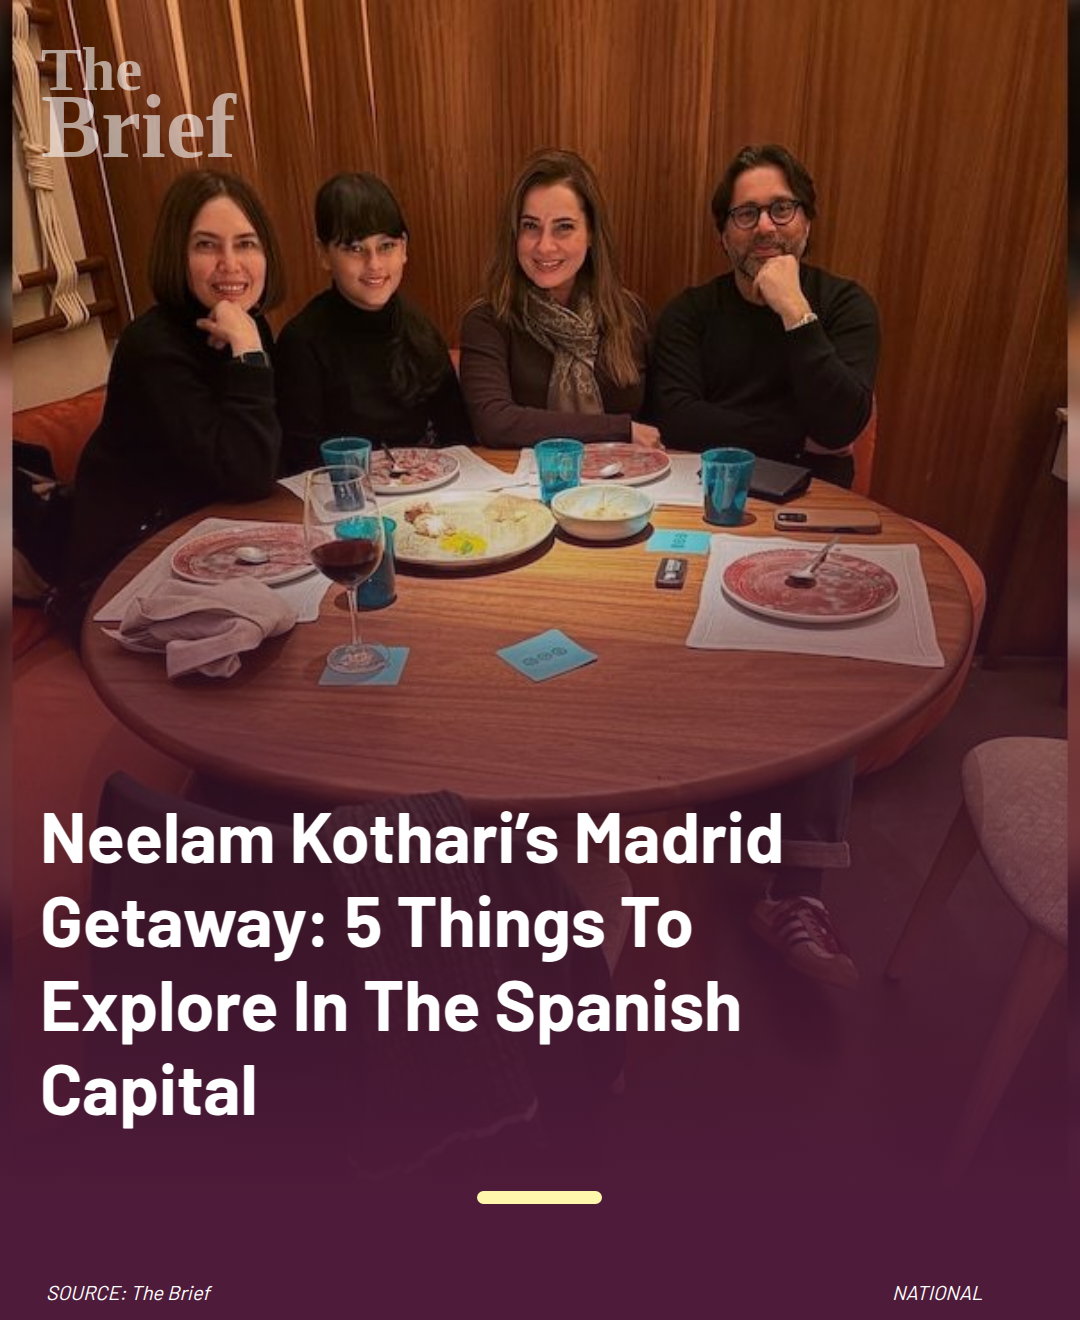 The
Brief
Neelam Kothari’s Madrid
Getaway: 5 Things To
Explore In The Spanish
Capital
SOURCE: The Brief
NATIONAL